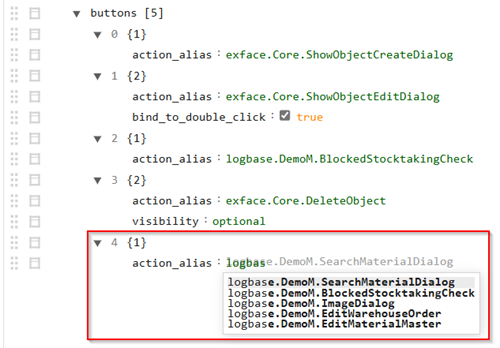 buttons [5]
0 {1}
action_alias : exface.Core.ShowObjectCreateDialog
1 {2}
action_alias : exface.Core.ShowObjectEditDialog
bind_to_double_click : true
2 {1}
action_alias : logbase.DemoM.BlockedStocktakingCheck
3 {2}
action_alias : exface.Core.DeleteObject
visibility : optional
4 {1}
action_alias : logbase.DemoM.SearchMaterialDialog
logbase.DemoM.SearchMaterialDialog
logbase.DemoM.BlockedStocktakingCheck
logbase.DemoM.ImageDialog
logbase.DemoM.EditWarehouseOrder
logbase.DemoM.EditMaterialMaster